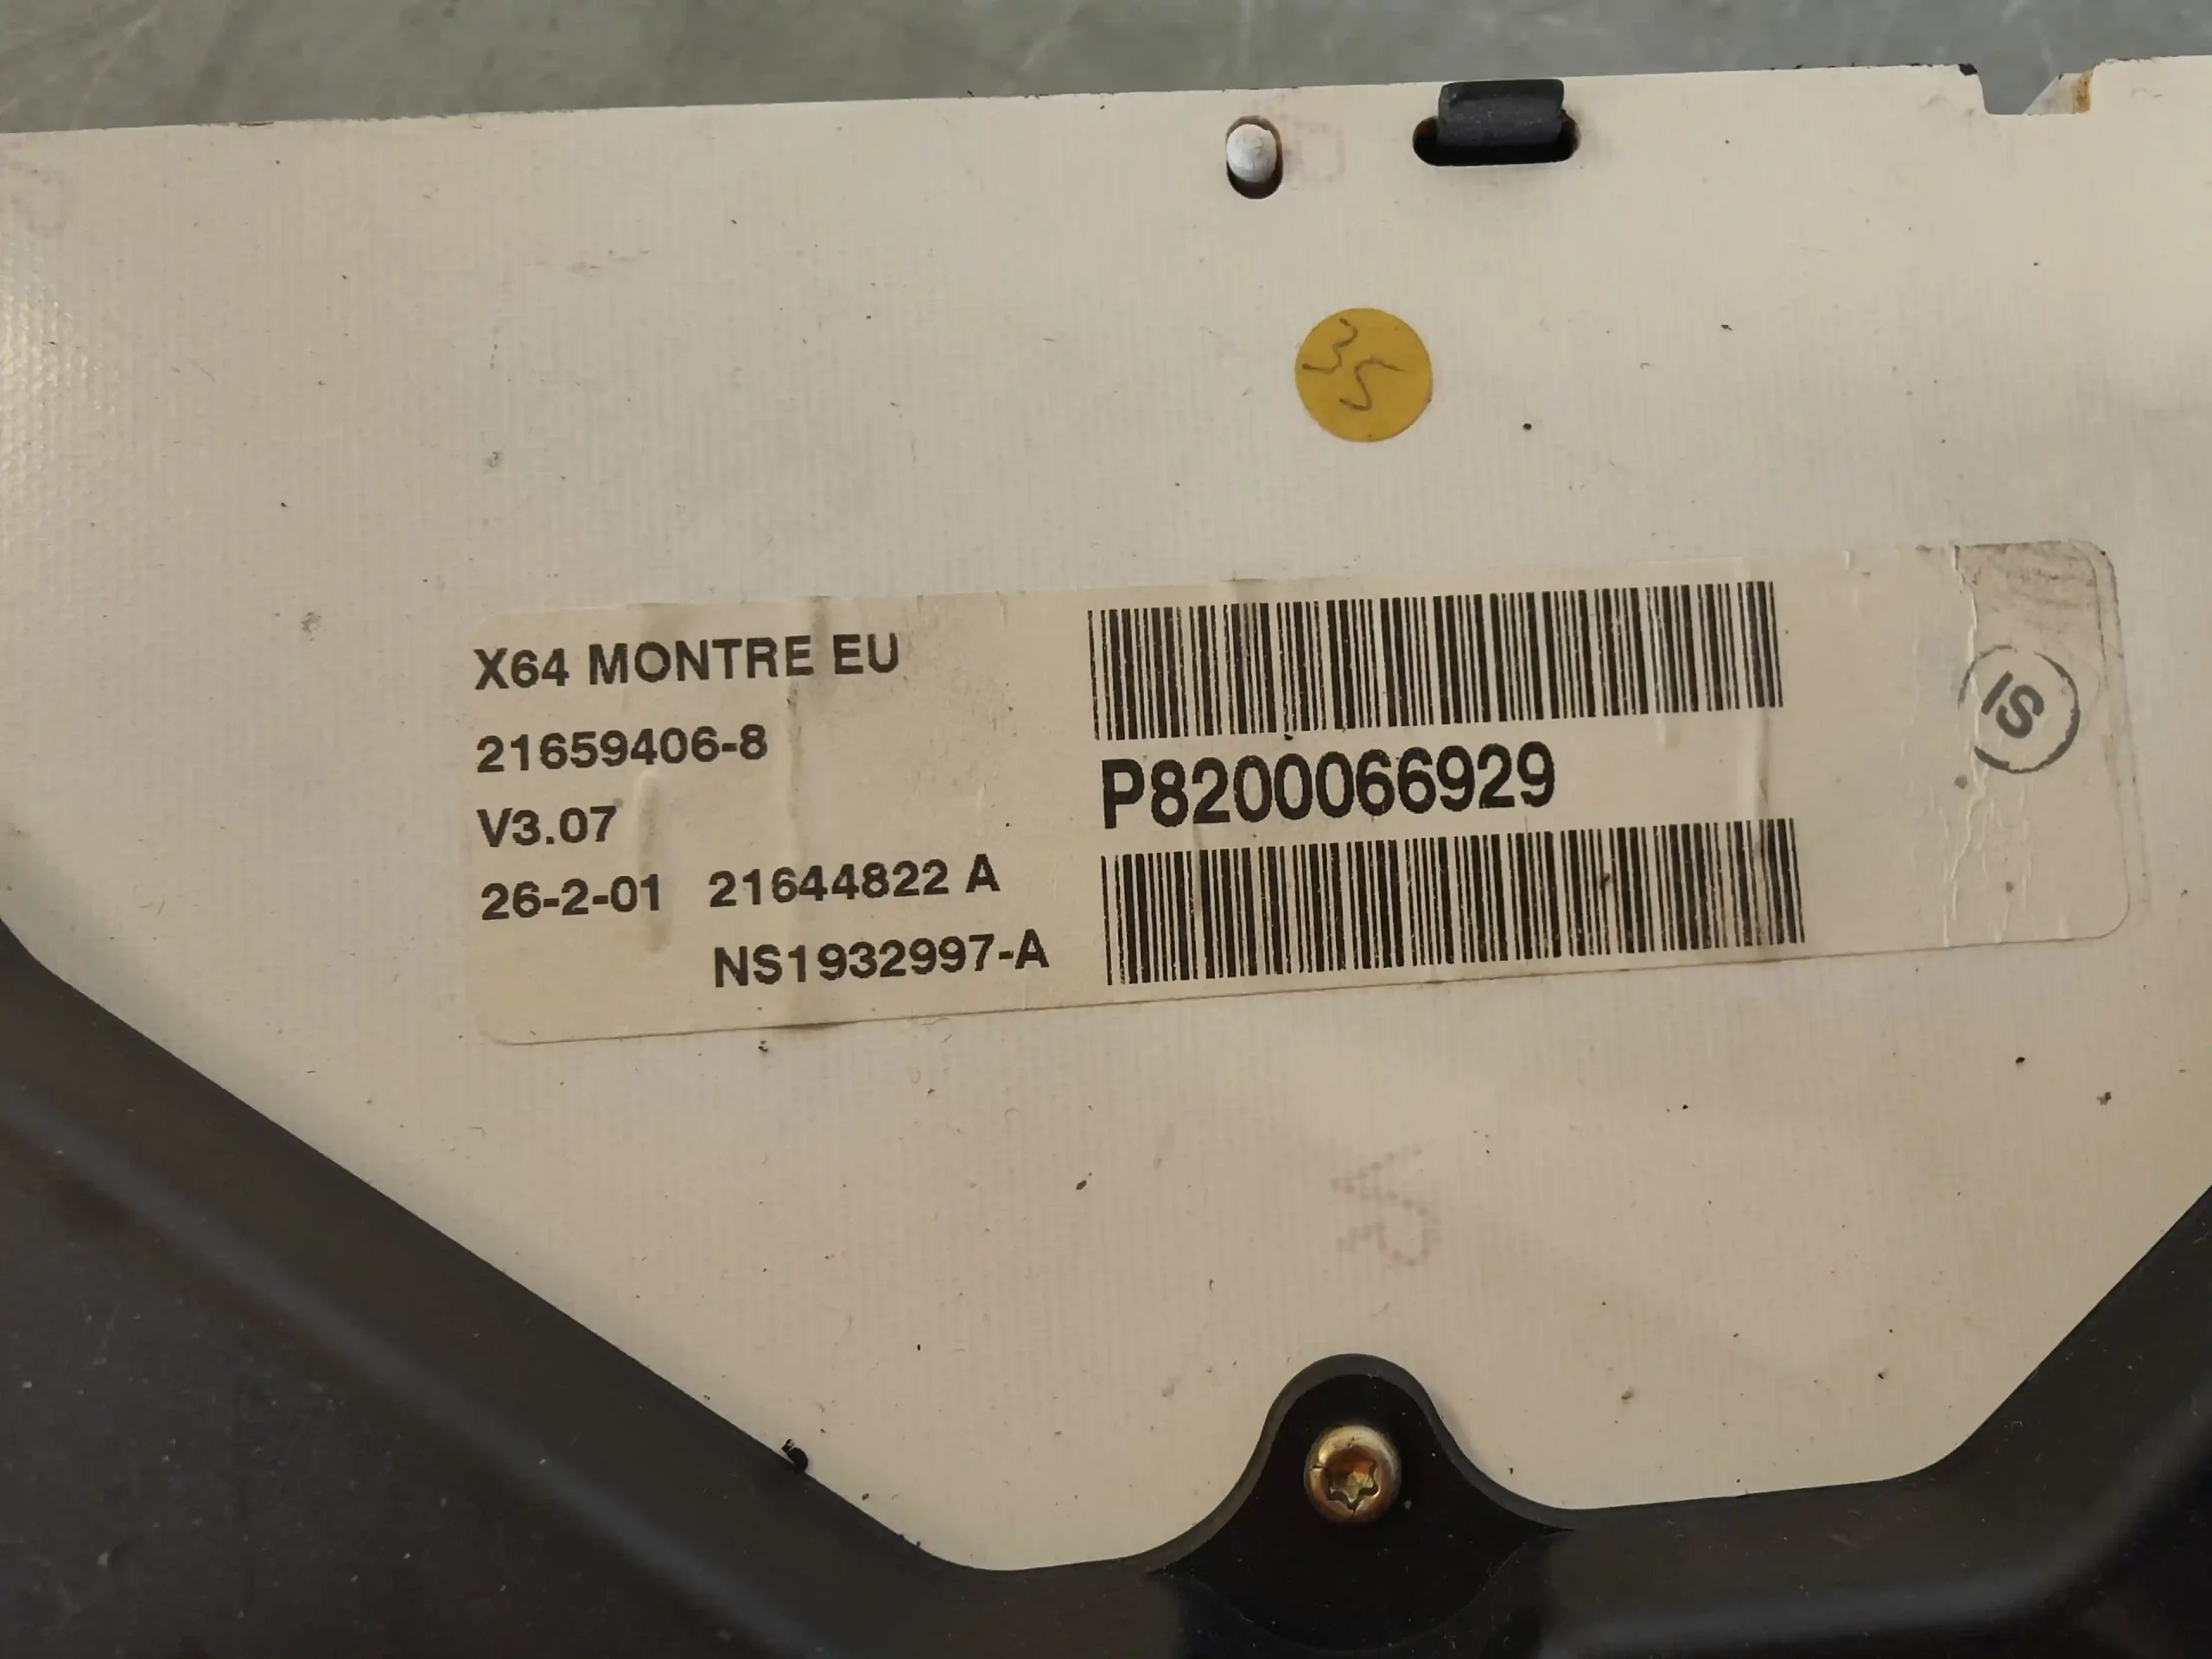 35
X64 MONTRE EU
21659406-8
V3.07
26-2-01 21644822 A
NS1932997-A
P8200066929
IS